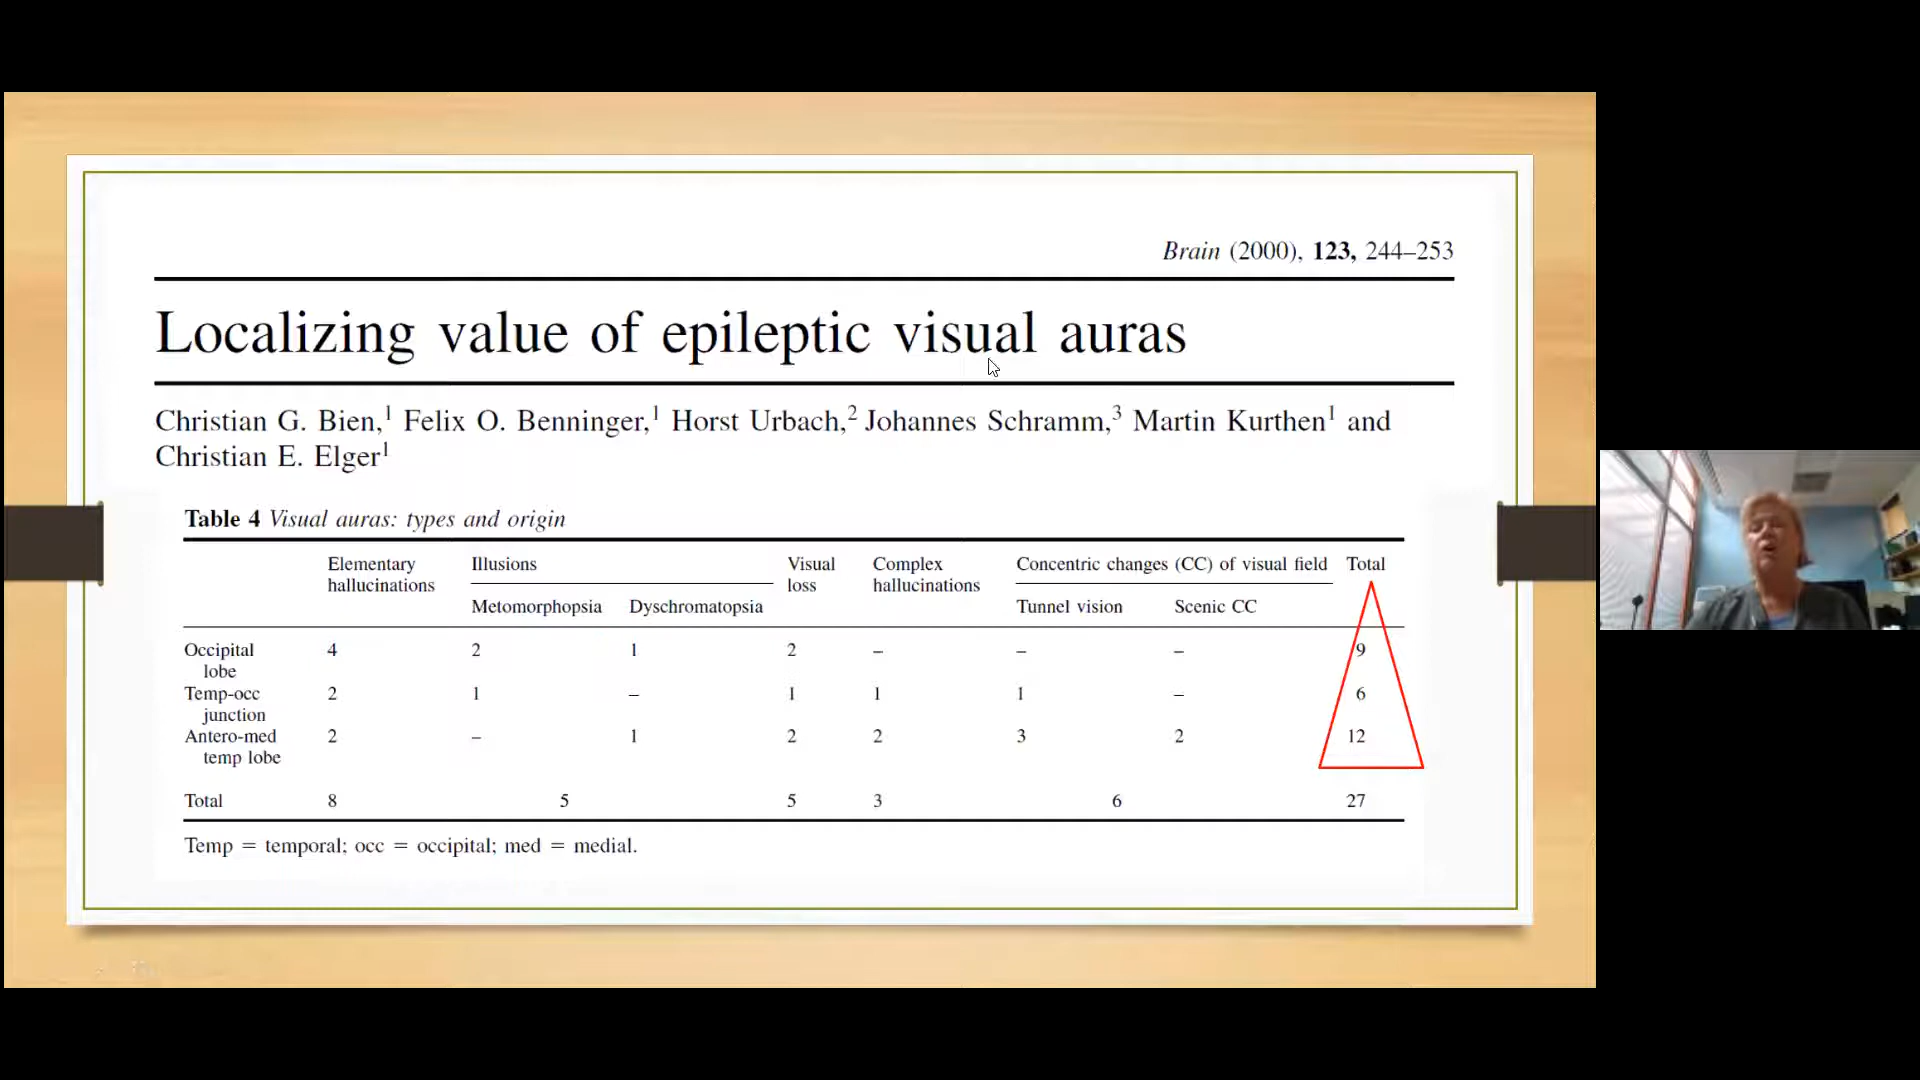 Brain (2000), 123, 244–253
Localizing value of epileptic visual auras
Christian G. Bien,1 Felix O. Benninger,1 Horst Urbach,2 Johannes Schramm,3 Martin Kurthen1 and
Christian E. Elger1
Table 4 Visual auras: types and origin
Elementary Illusions Visual Complex Concentric changes (CC) of visual field Total
hallucinations loss hallucinations
Metomorphopsia Dyschromatopsia Tunnel vision Scenic CC
Occipital 4 2 1 2 – – – 9
lobe
Temp-occ 2 1 – 1 1 1 – 6
junction
Antero-med 2 – 1 2 2 3 2 12
temp lobe
Total 8 5 5 3 6 27
Temp = temporal; occ = occipital; med = medial.